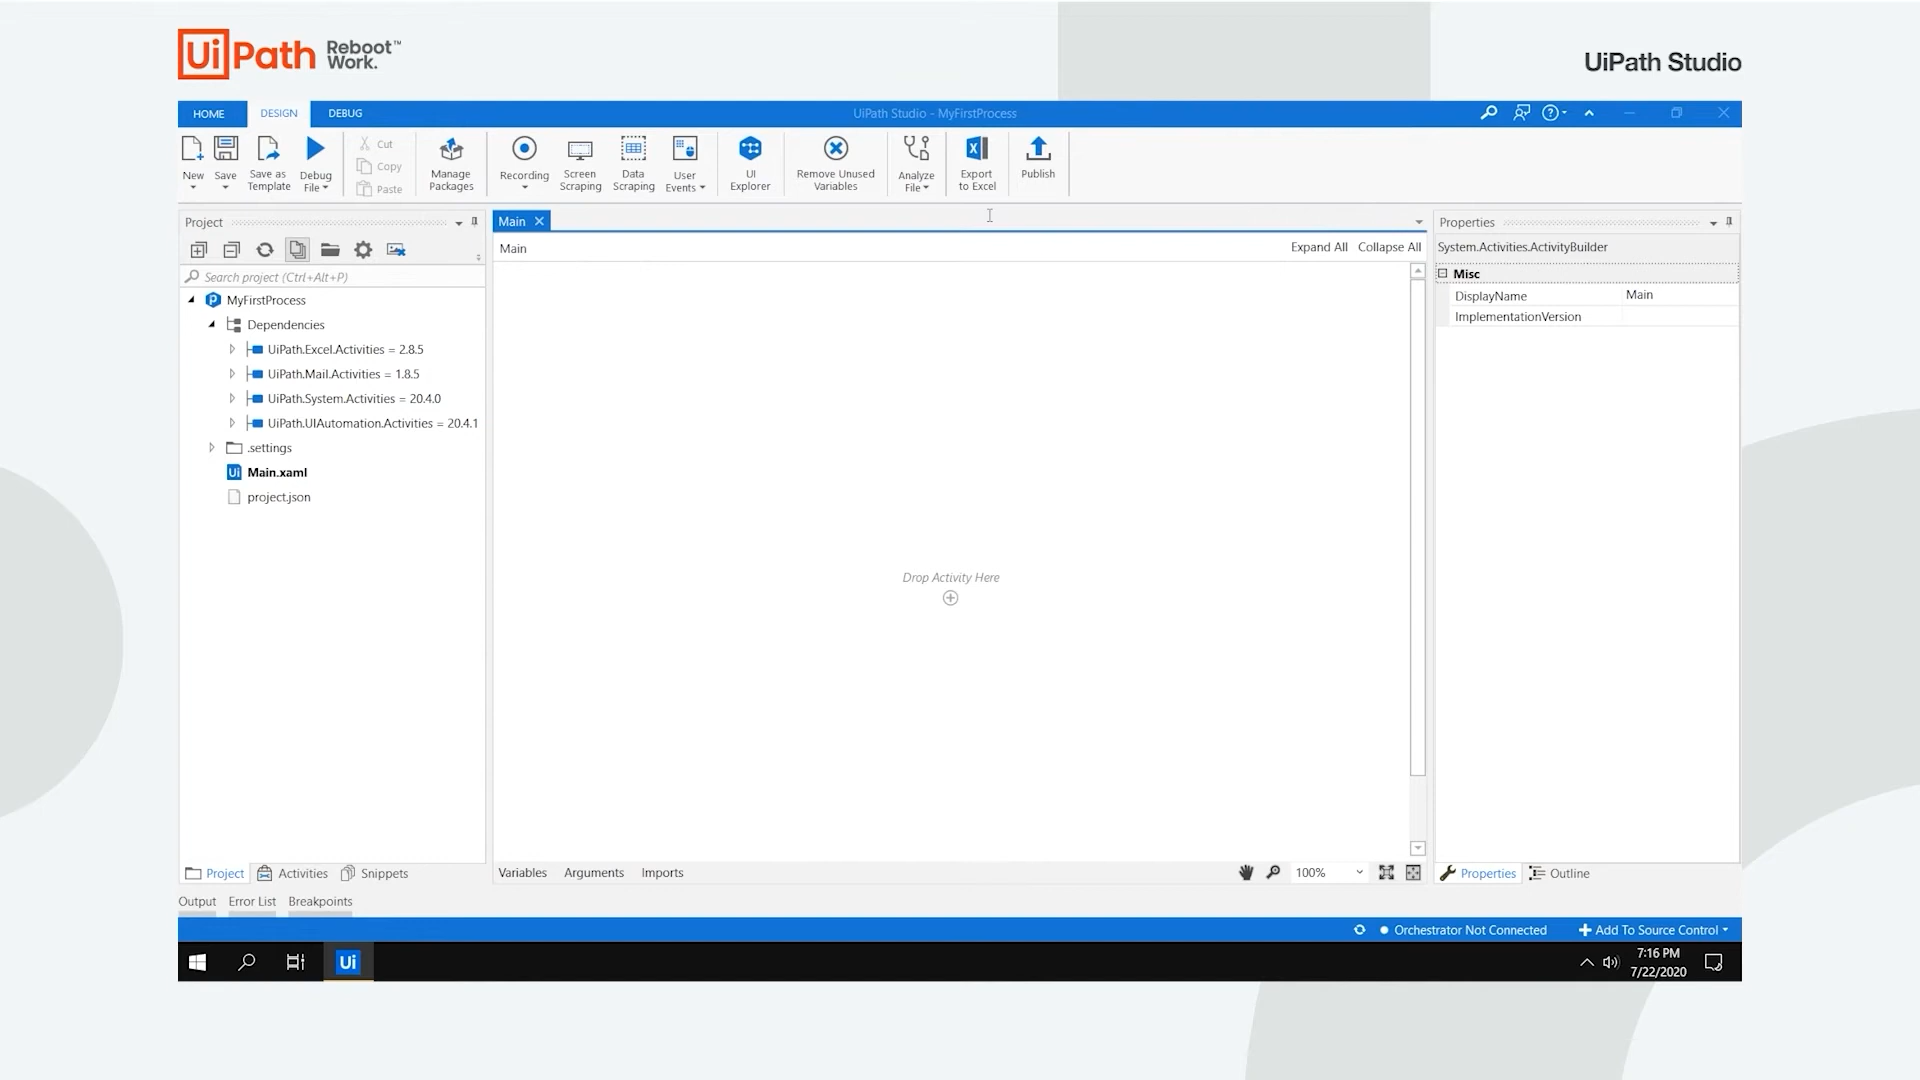 UiPath Reboot™
Work.
UiPath Studio
HOME DESIGN DEBUG UiPath Studio - MyFirstProcess
New Save Save as Template Debug File Cut Copy Paste Manage Packages Recording Screen Scraping Data Scraping User Events UI Explorer Remove Unused Variables Analyze File Export to Excel Publish
Project
Main
Properties
Main
Expand All Collapse All
System.Activities.ActivityBuilder
Search project (Ctrl+Alt+P)
Misc
DisplayName Main
ImplementationVersion
MyFirstProcess
Dependencies
UiPath.Excel.Activities = 2.8.5
UiPath.Mail.Activities = 1.8.5
UiPath.System.Activities = 20.4.0
UiPath.UIAutomation.Activities = 20.4.1
.settings
Ui Main.xaml
project.json
Drop Activity Here
Project Activities Snippets
Variables Arguments Imports
100%
Properties Outline
Output Error List Breakpoints
Orchestrator Not Connected Add To Source Control
Ui
7:16 PM
7/22/2020